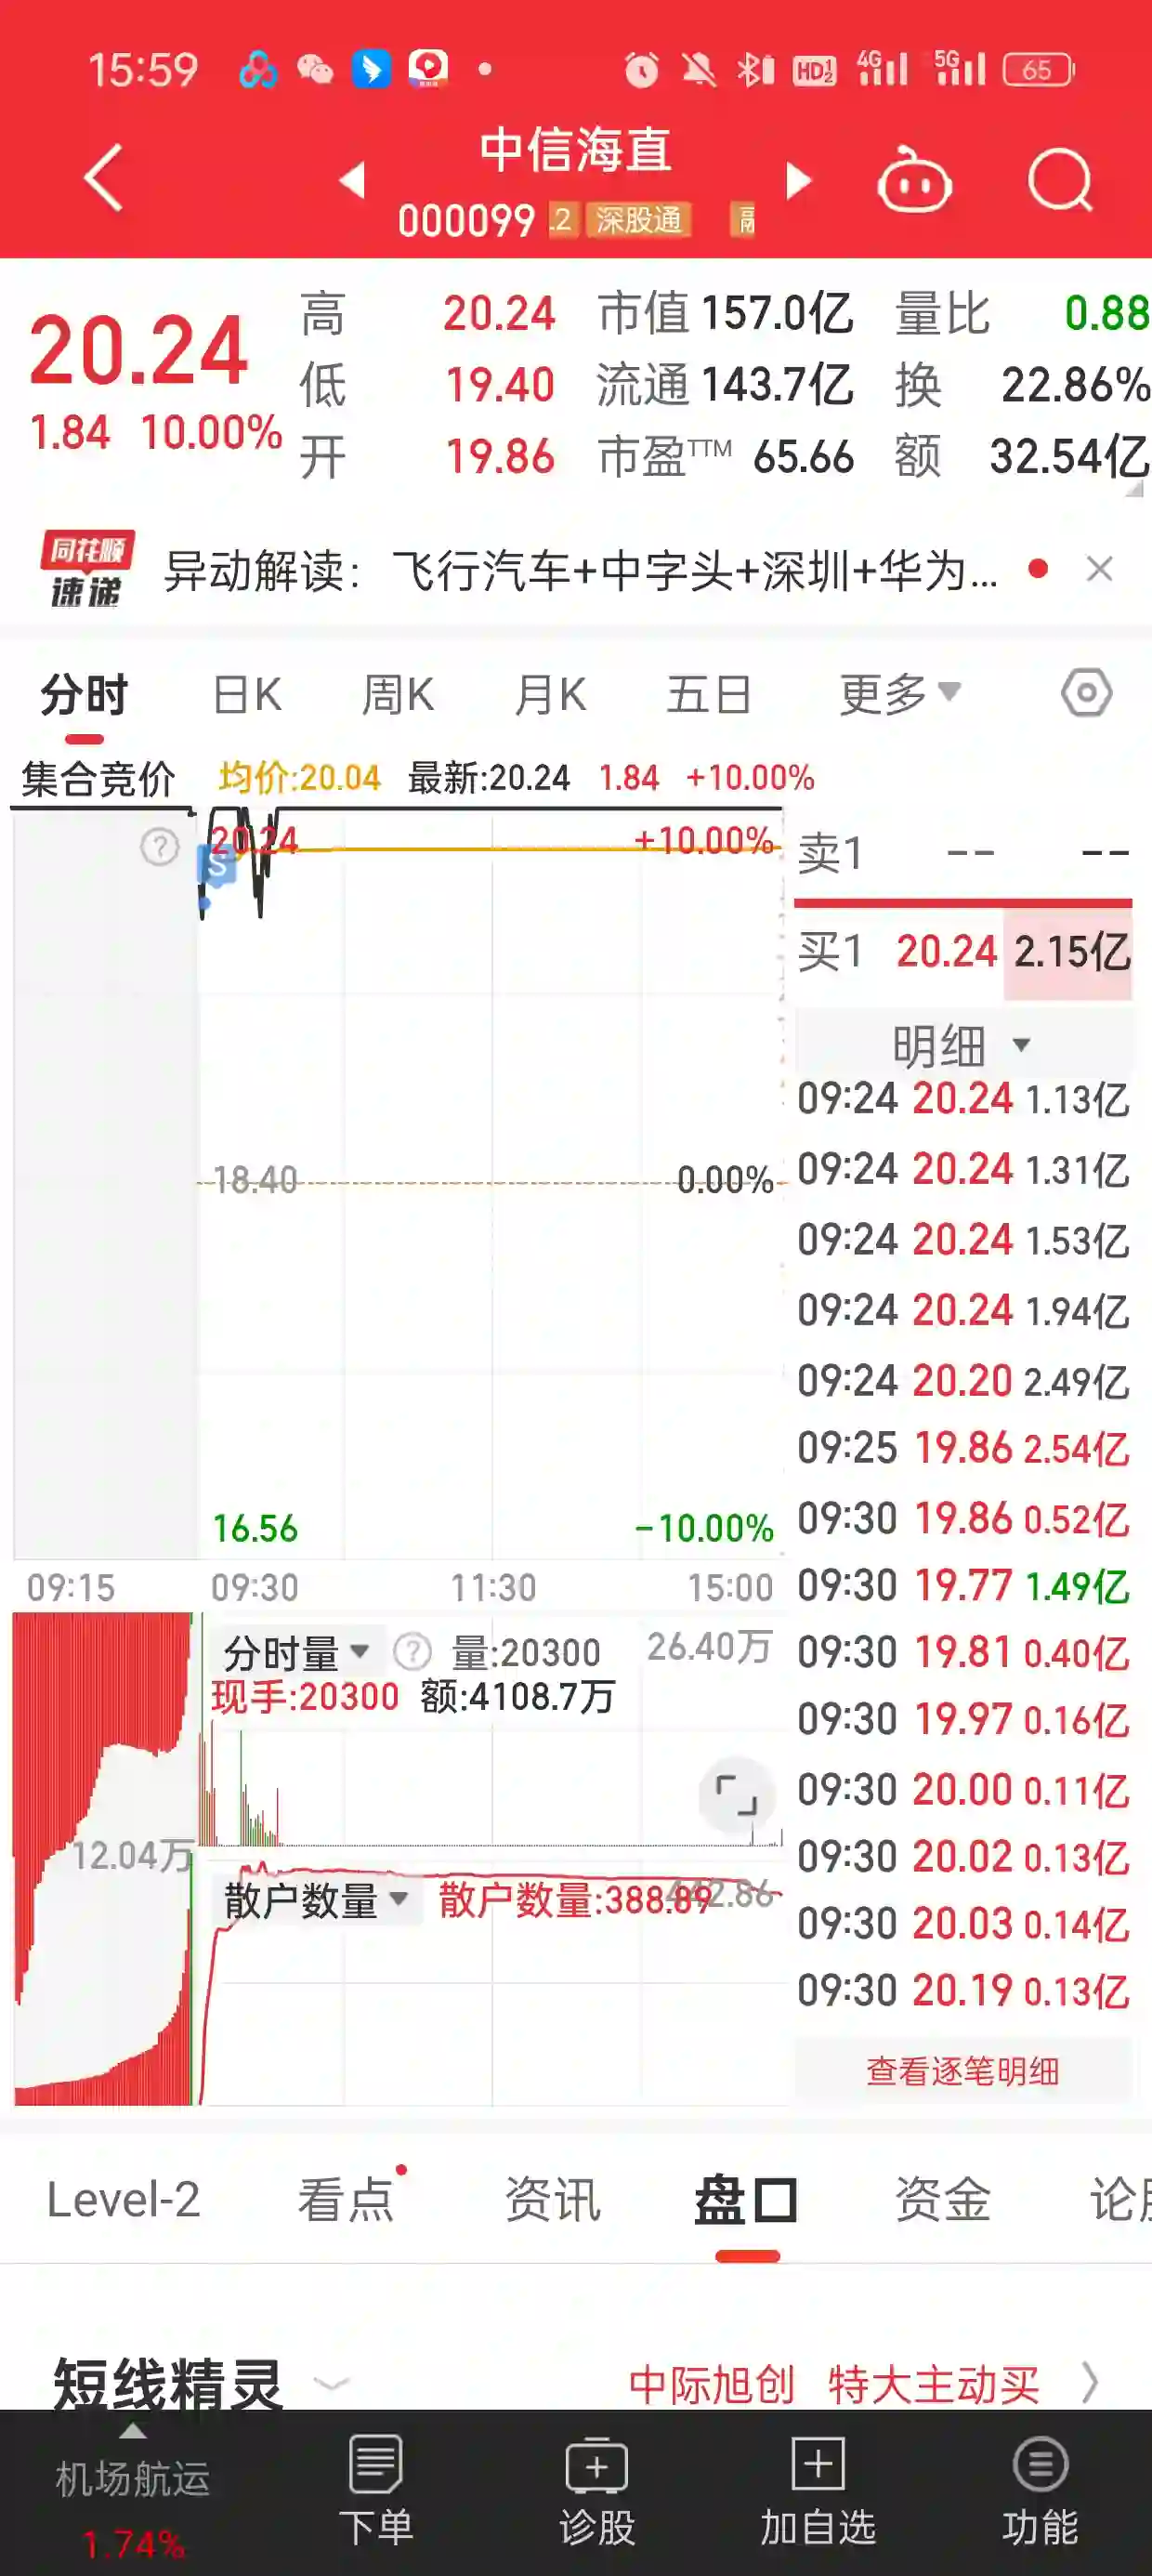 15:59 HD 1 2 4G 5G 65
中信海直
000099 .2 深股通 融
20.24
1.84 10.00%
高 20.24 市值 157.0亿 量比 0.88
低 19.40 流通 143.7亿 换 22.86%
开 19.86 市盈TTM 65.66 额 32.54亿
同花顺
速递
异动解读： 飞行汽车+中字头+深圳+华为...
分时 日K 周K 月K 五日 更多
集合竞价 均价:20.04 最新:20.24 1.84 +10.00%
20.24 +10.00%
S
18.40 0.00%
16.56 -10.00%
09:15 09:30 11:30 15:00
分时量 ? 量:20300 26.40万
现手:20300 额:4108.7万
12.04万
散户数量 散户数量:388.89 442.86
卖1 -- --
买1 20.24 2.15亿
明细
09:24 20.24 1.13亿
09:24 20.24 1.31亿
09:24 20.24 1.53亿
09:24 20.24 1.94亿
09:24 20.20 2.49亿
09:25 19.86 2.54亿
09:30 19.86 0.52亿
09:30 19.77 1.49亿
09:30 19.81 0.40亿
09:30 19.97 0.16亿
09:30 20.00 0.11亿
09:30 20.02 0.13亿
09:30 20.03 0.14亿
09:30 20.19 0.13亿
查看逐笔明细
Level-2 看点 资讯 盘口 资金 论股
短线精灵 中际旭创 特大主动买
机场航运
1.74%
下单 诊股 加自选 功能